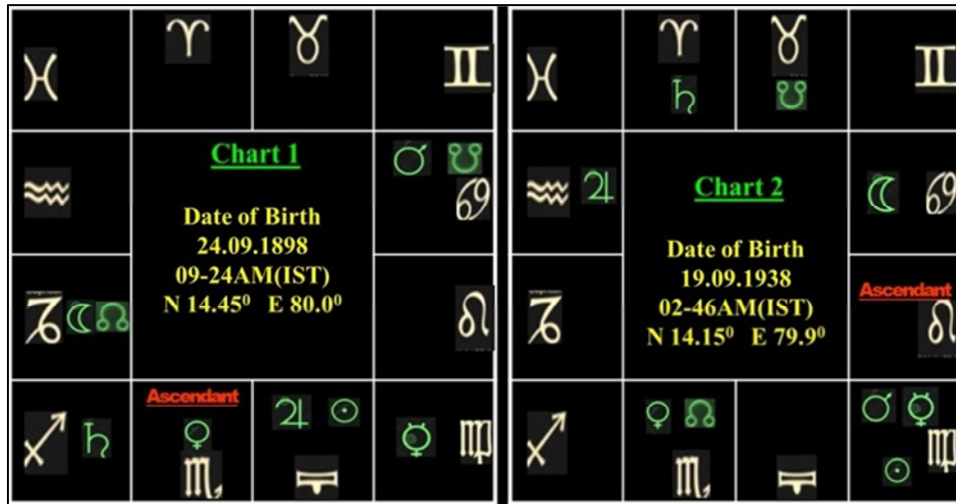 Chart 1
Date of Birth
24.09.1898
09-24AM(IST)
N 14.45⁰ E 80.0⁰
Ascendant
Chart 2
Date of Birth
19.09.1938
02-46AM(IST)
N 14.15⁰ E 79.9⁰
Ascendant